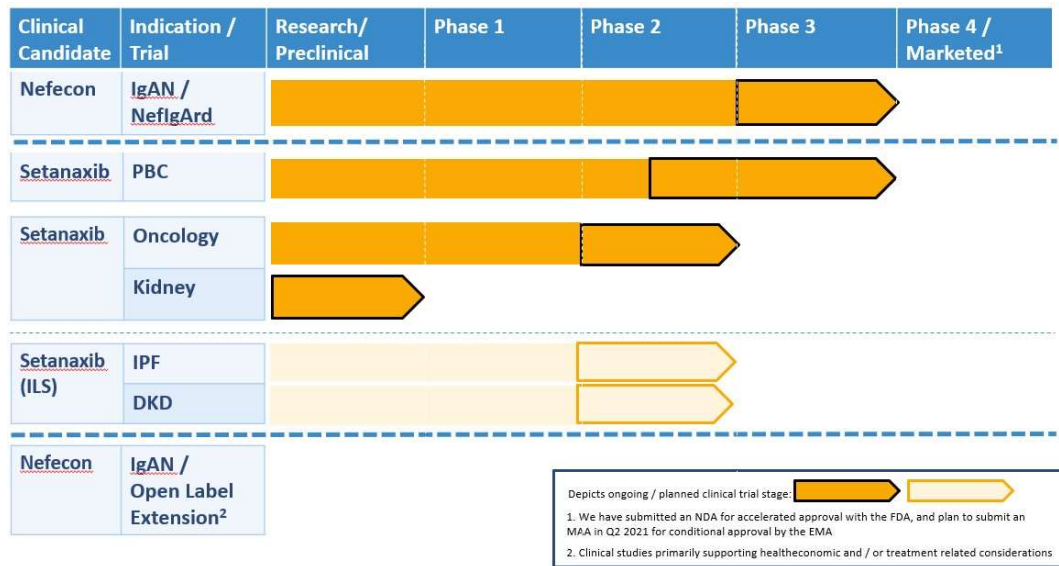 Clinical Candidate
Indication / Trial
Research/ Preclinical
Phase 1
Phase 2
Phase 3
Phase 4 / Marketed1
Nefecon
IgAN / NefIgArd
Setanaxib
PBC
Setanaxib
Oncology
Kidney
Setanaxib (ILS)
IPF
DKD
Nefecon
IgAN / Open Label Extension2
Depicts ongoing / planned clinical trial stage:
1. We have submitted an NDA for accelerated approval with the FDA, and plan to submit an
MAA in Q2 2021 for conditional approval by the EMA
2. Clinical studies primarily supporting healtheconomic and / or treatment related considerations